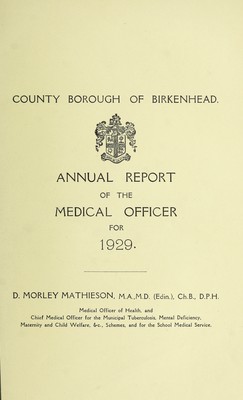 COUNTY BOROUGH OF BIRKENHEAD.
ANNUAL REPORT
OF THE
MEDICAL OFFICER
FOR
1929.
D. MORLEY MATHIESON, M.A., M.D. (Edin.), Ch.B., D.P.H.
Medical Officer of Health, and
Chief Medical Officer for the Municipal Tuberculosis, Mental Deficiency,
Maternity and Child Welfare, &c., Schemes, and for the School Medical Service.